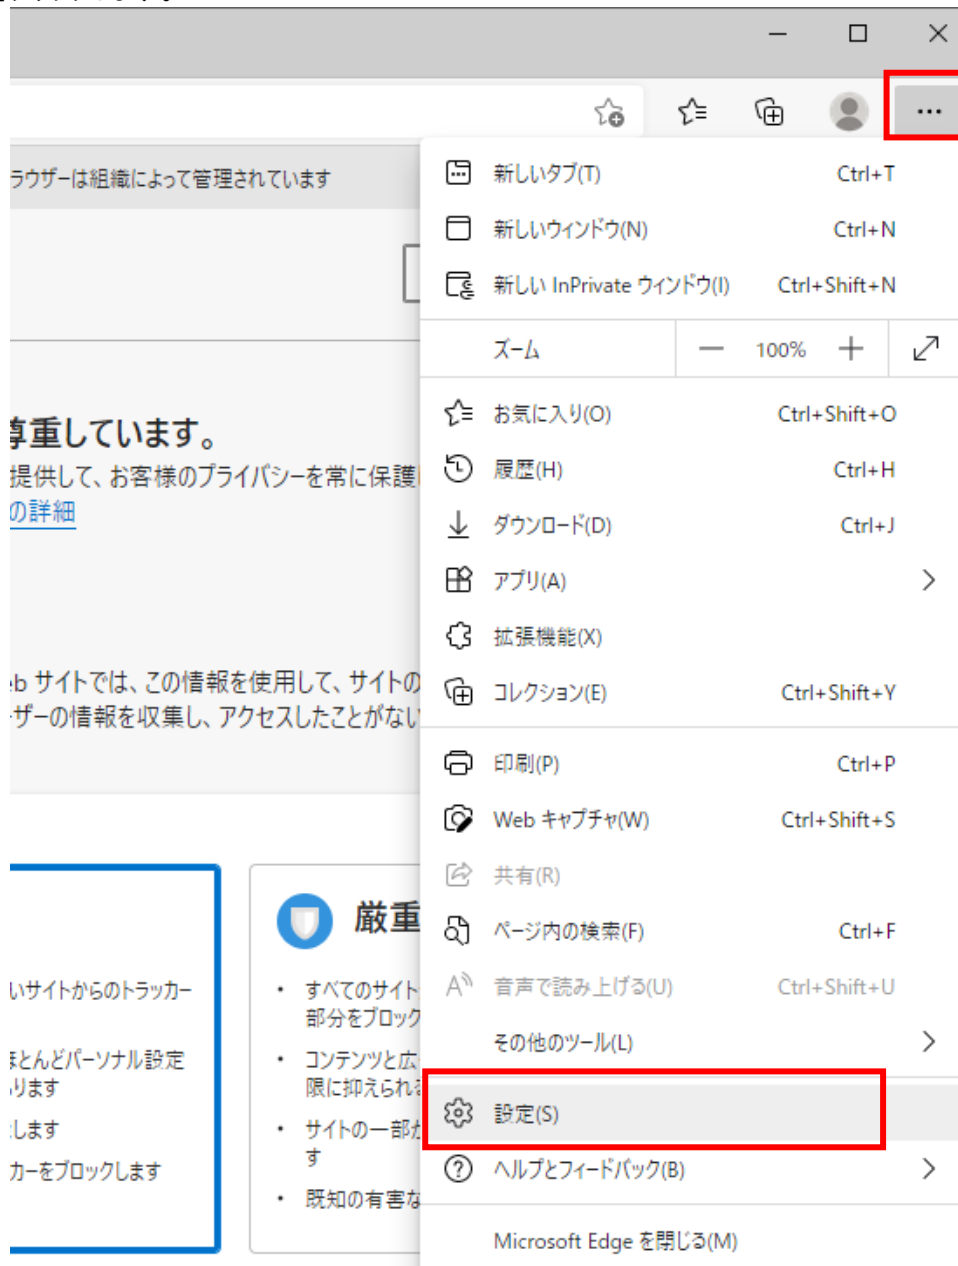 ラウザーは組織によって管理されています
新しいタブ(T) Ctrl+T
新しいウィンドウ(N) Ctrl+N
新しい InPrivate ウィンドウ(I) Ctrl+Shift+N
ズーム 100%
お気に入り(O) Ctrl+Shift+O
尊重しています。
提供して、お客様のプライバシーを常に保護
の詳細
履歴(H) Ctrl+H
ダウンロード(D) Ctrl+J
アプリ(A)
拡張機能(X)
コレクション(E) Ctrl+Shift+Y
eb サイトでは、この情報を使用して、サイトの
ーザーの情報を収集し、アクセスしたことがない
印刷(P) Ctrl+P
Web キャプチャ(W) Ctrl+Shift+S
共有(R)
ページ内の検索(F) Ctrl+F
音声で読み上げる(U) Ctrl+Shift+U
その他のツール(L)
設定(S)
ヘルプとフィードバック(B)
Microsoft Edge を閉じる(M)
いサイトからのトラッカー
ほとんどパーソナル設定
ります
します
カーをブロックします
厳重
・ すべてのサイト
部分をブロック
・ コンテンツと広
限に抑えられ
・ サイトの一部が
す
・ 既知の有害な